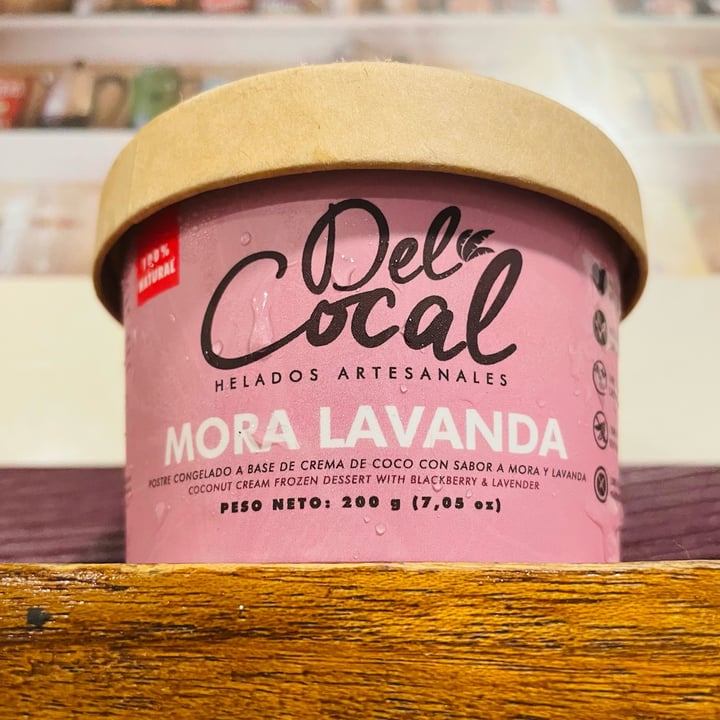 100%
NATURAL
Del
Cocal
HELADOS ARTESANALES
MORA LAVANDA
POSTRE CONGELADO A BASE DE CREMA DE COCO CON SABOR A MORA Y LAVANDA
COCONUT CREAM FROZEN DESSERT WITH BLACKBERRY & LAVENDER
PESO NETO: 200 g (7,05 oz)